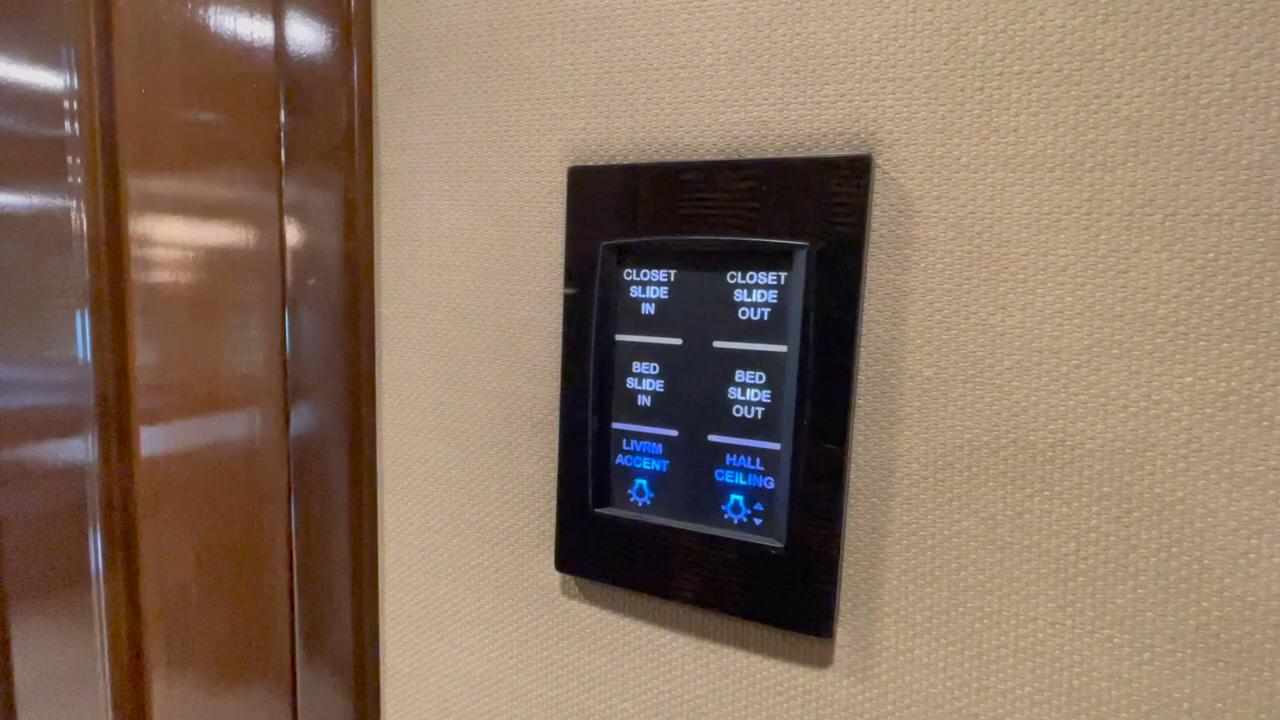 CLOSET
SLIDE
IN
CLOSET
SLIDE
OUT
BED
SLIDE
IN
BED
SLIDE
OUT
LIVRM
ACCENT
HALL
CEILING